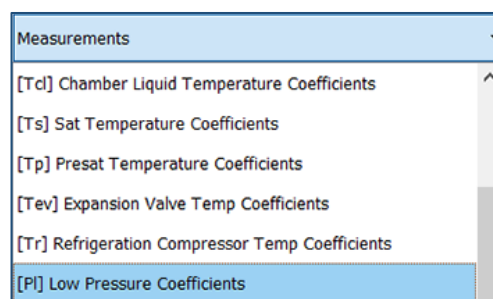 Measurements
[Tcl] Chamber Liquid Temperature Coefficients
[Ts] Sat Temperature Coefficients
[Tp] Presat Temperature Coefficients
[Tev] Expansion Valve Temp Coefficients
[Tr] Refrigeration Compressor Temp Coefficients
[Pl] Low Pressure Coefficients